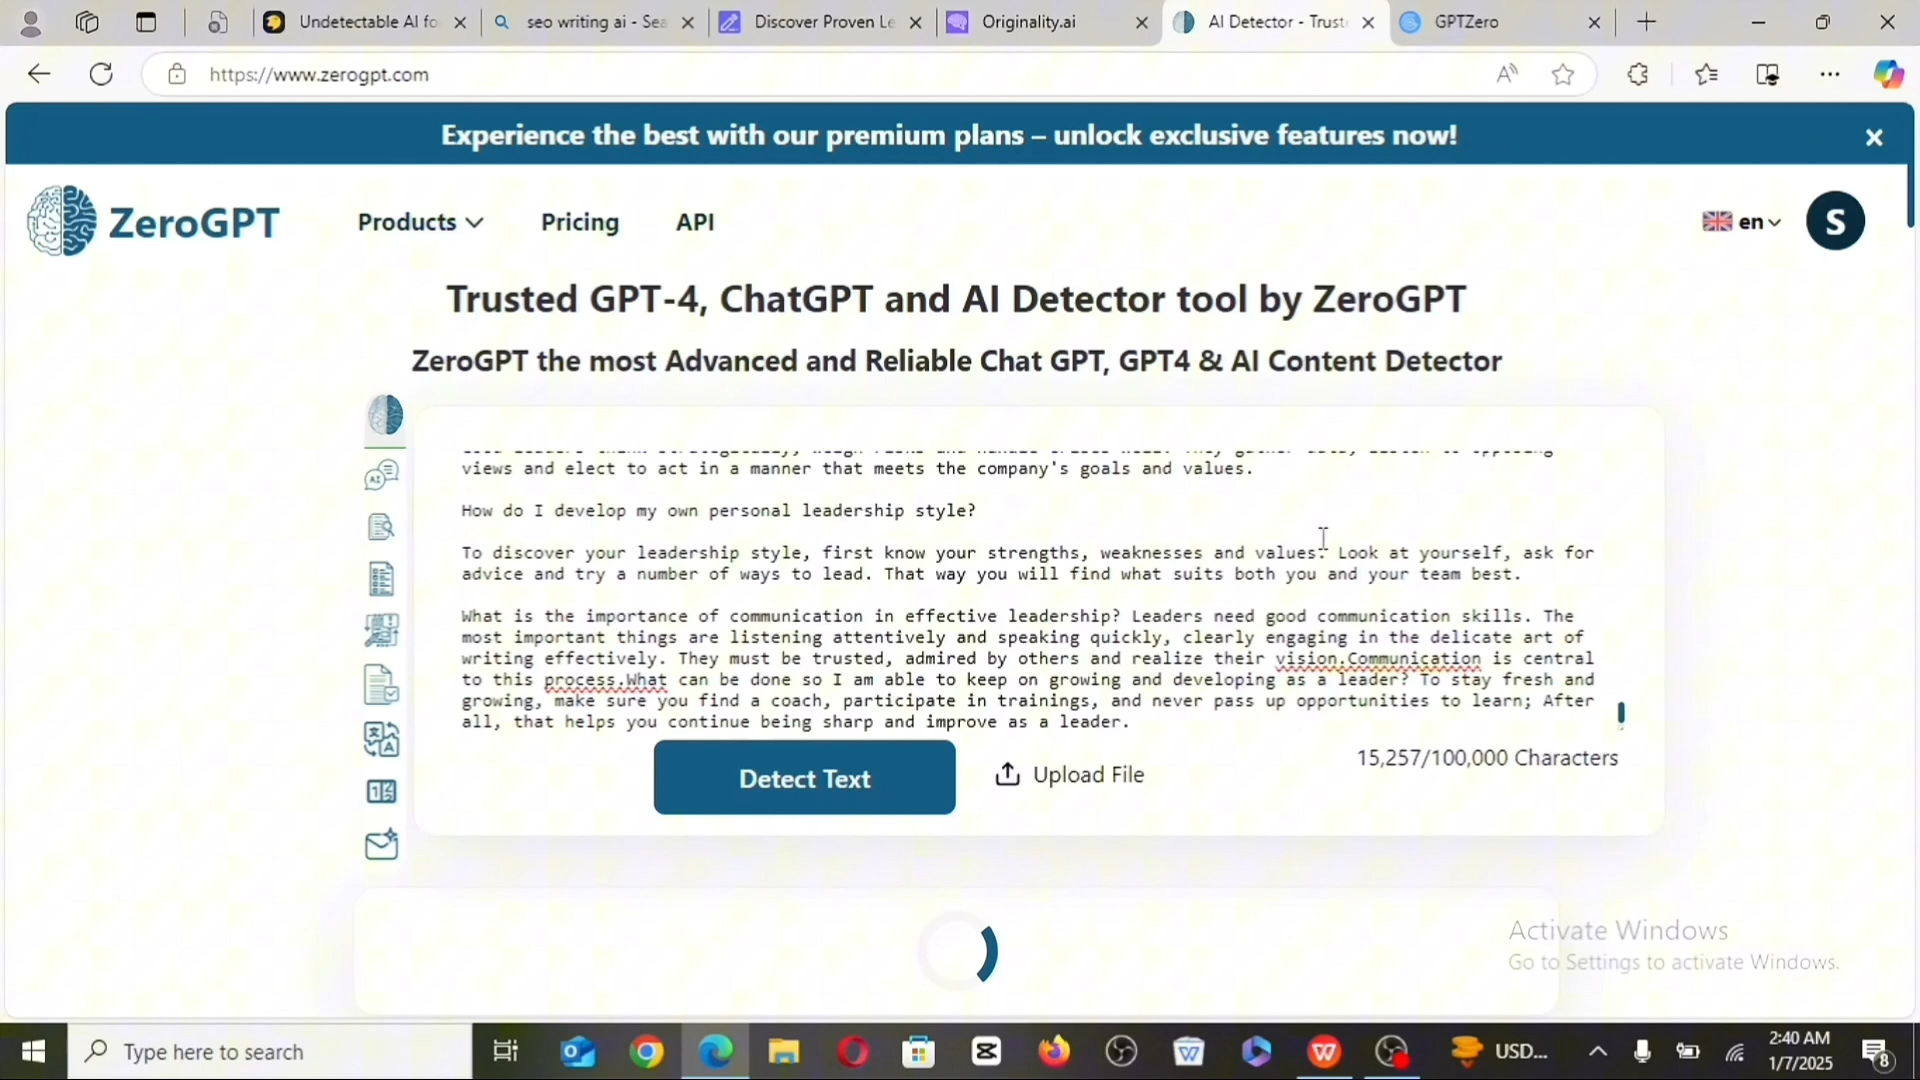 Undetectable AI fo
seo writing ai - Sea
Discover Proven Le
Originality.ai
AI Detector - Trust
GPTZero
https://www.zerogpt.com
Experience the best with our premium plans – unlock exclusive features now!
ZeroGPT
Products
Pricing
API
en
S
Trusted GPT-4, ChatGPT and AI Detector tool by ZeroGPT
ZeroGPT the most Advanced and Reliable Chat GPT, GPT4 & AI Content Detector
views and elect to act in a manner that meets the company's goals and values.
How do I develop my own personal leadership style?
To discover your leadership style, first know your strengths, weaknesses and values. Look at yourself, ask for
advice and try a number of ways to lead. That way you will find what suits both you and your team best.
What is the importance of communication in effective leadership? Leaders need good communication skills. The
most important things are listening attentively and speaking quickly, clearly engaging in the delicate art of
writing effectively. They must be trusted, admired by others and realize their vision.Communication is central
to this process.What can be done so I am able to keep on growing and developing as a leader? To stay fresh and
growing, make sure you find a coach, participate in trainings, and never pass up opportunities to learn; After
all, that helps you continue being sharp and improve as a leader.
Detect Text
Upload File
15,257/100,000 Characters
Activate Windows
Go to Settings to activate Windows.
Type here to search
USD...
2:40 AM
1/7/2025
8